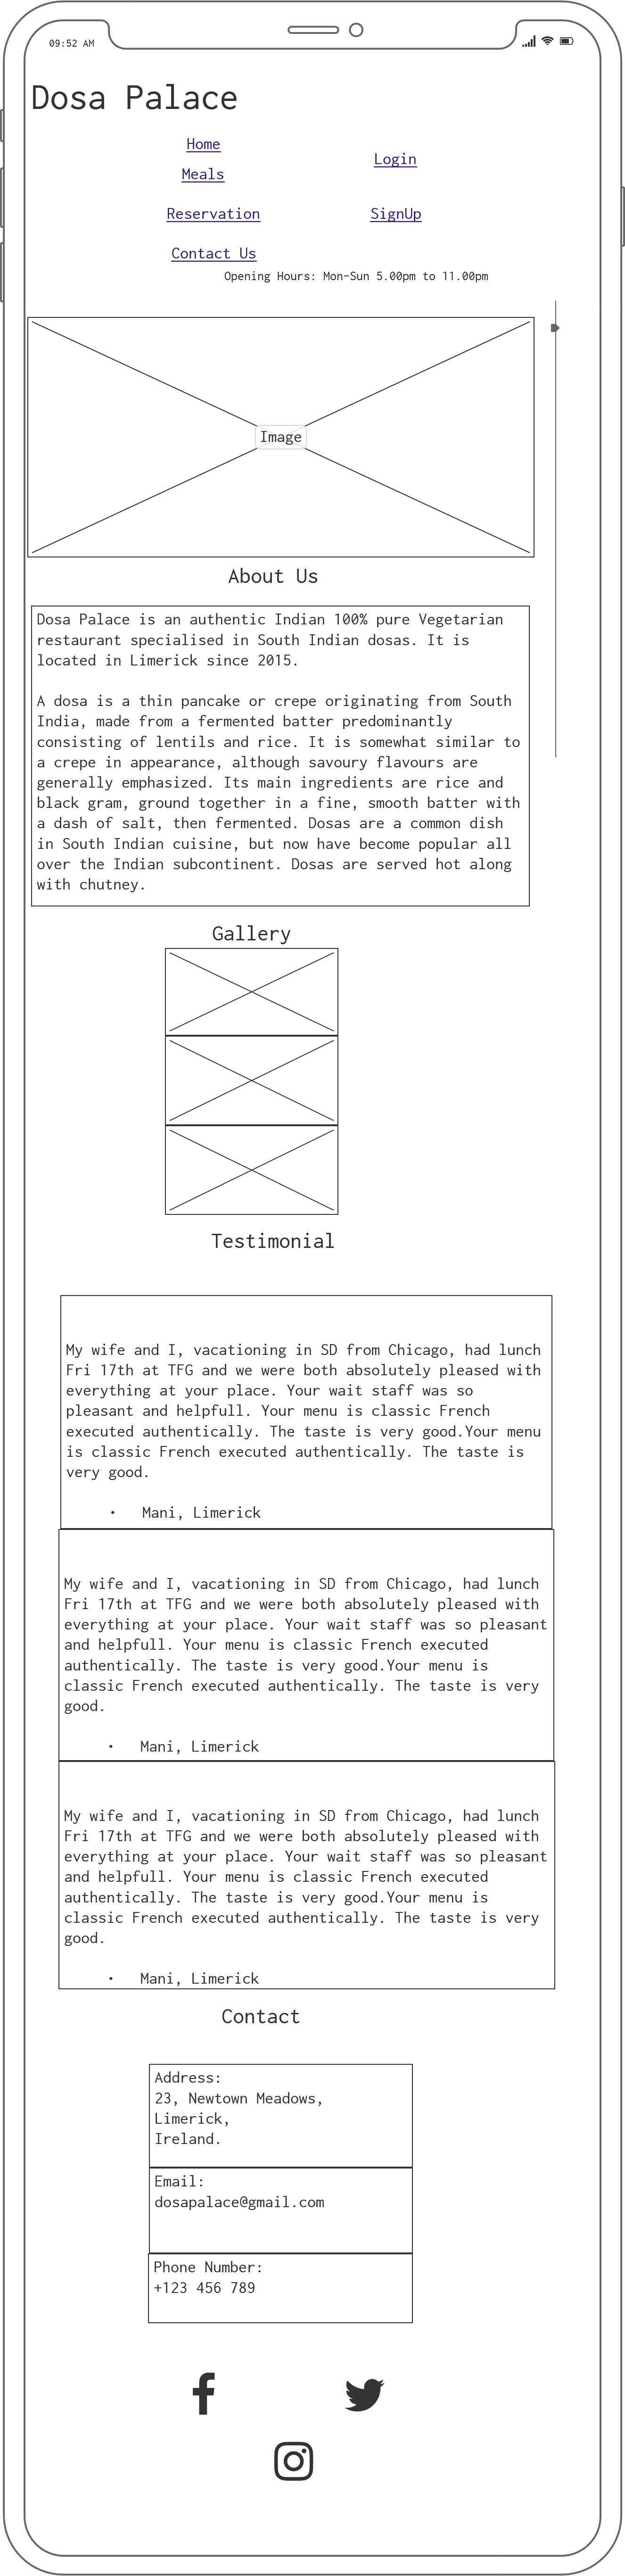 09:52 AM
Dosa Palace
Home
Login
Meals
Reservation
SignUp
Contact Us
Opening Hours: Mon-Sun 5.00pm to 11.00pm
Image
About Us
Dosa Palace is an authentic Indian 100% pure Vegetarian
restaurant specialised in South Indian dosas. It is
located in Limerick since 2015.
A dosa is a thin pancake or crepe originating from South
India, made from a fermented batter predominantly
consisting of lentils and rice. It is somewhat similar to
a crepe in appearance, although savoury flavours are
generally emphasized. Its main ingredients are rice and
black gram, ground together in a fine, smooth batter with
a dash of salt, then fermented. Dosas are a common dish
in South Indian cuisine, but now have become popular all
over the Indian subcontinent. Dosas are served hot along
with chutney.
Gallery
Testimonial
My wife and I, vacationing in SD from Chicago, had lunch
Fri 17th at TFG and we were both absolutely pleased with
everything at your place. Your wait staff was so
pleasant and helpfull. Your menu is classic French
executed authentically. The taste is very good.Your menu
is classic French executed authentically. The taste is
very good.
• Mani, Limerick
My wife and I, vacationing in SD from Chicago, had lunch
Fri 17th at TFG and we were both absolutely pleased with
everything at your place. Your wait staff was so pleasant
and helpfull. Your menu is classic French executed
authentically. The taste is very good.Your menu is
classic French executed authentically. The taste is very
good.
• Mani, Limerick
My wife and I, vacationing in SD from Chicago, had lunch
Fri 17th at TFG and we were both absolutely pleased with
everything at your place. Your wait staff was so pleasant
and helpfull. Your menu is classic French executed
authentically. The taste is very good.Your menu is
classic French executed authentically. The taste is very
good.
• Mani, Limerick
Contact
Address:
23, Newtown Meadows,
Limerick,
Ireland.
Email:
dosapalace@gmail.com
Phone Number:
+123 456 789